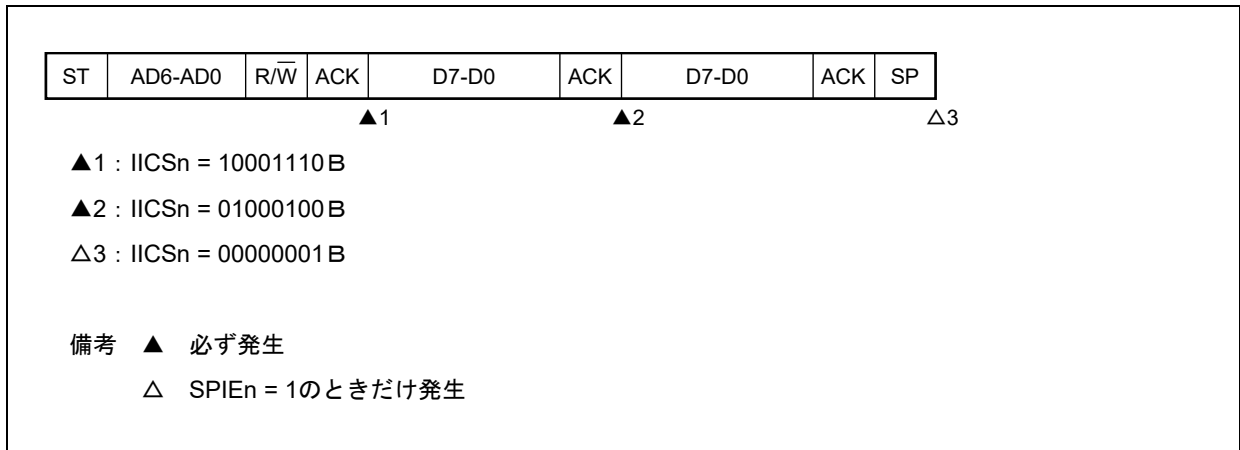 ST AD6-AD0 R/W̅ ACK D7-D0 ACK D7-D0 ACK SP
▲1 ▲2 △3
▲1：IICSn = 10001110B
▲2：IICSn = 01000100B
△3：IICSn = 00000001B
備考 ▲ 必ず発生
△ SPIEn = 1のときだけ発生